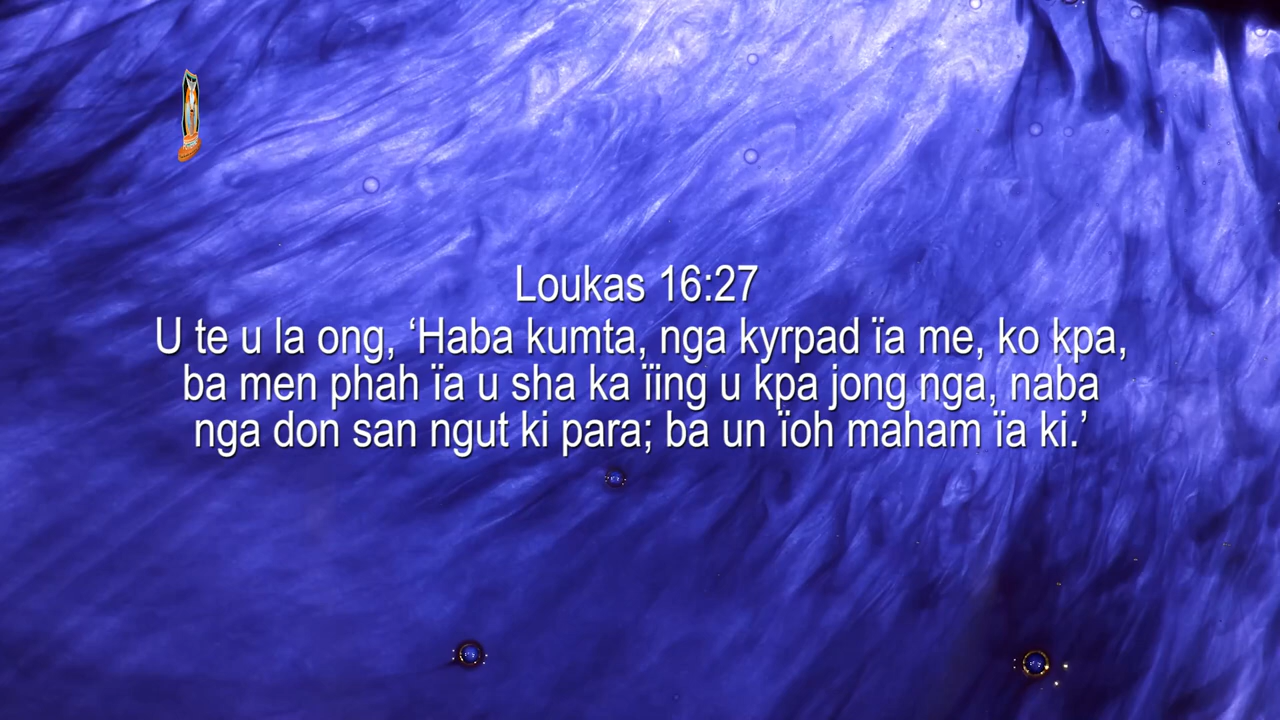 Loukas 16:27
U te u la ong, ‘Haba kumta, nga kyrpad ïa me, ko kpa,
ba men phah ïa u sha ka ïing u kpa jong nga, naba
nga don san ngut ki para; ba un ïoh maham ïa ki.’